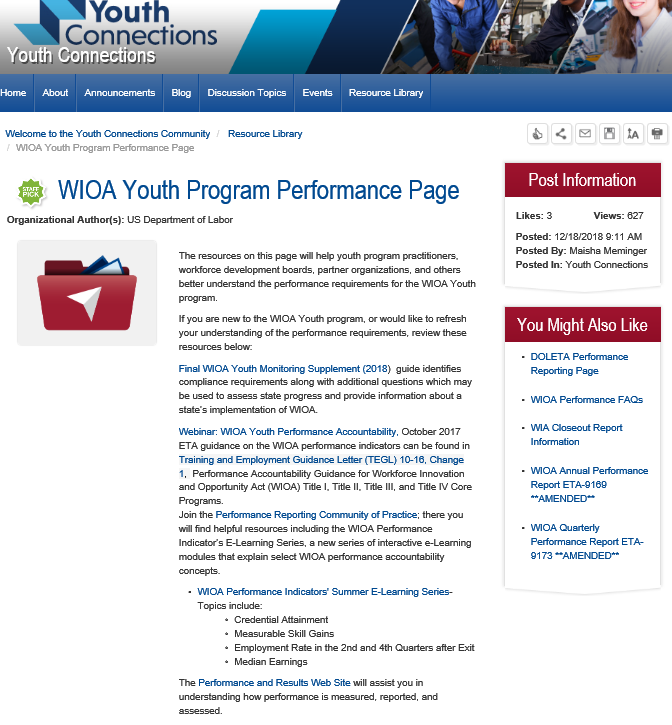 Youth
Connections
Youth Connections
Home About Announcements Blog Discussion Topics Events Resource Library
Welcome to the Youth Connections Community / Resource Library
/ WIOA Youth Program Performance Page
STAFF
PICK
WIOA Youth Program Performance Page
Organizational Author(s): US Department of Labor
The resources on this page will help youth program practitioners,
workforce development boards, partner organizations, and others
better understand the performance requirements for the WIOA Youth
program.
If you are new to the WIOA Youth program, or would like to refresh
your understanding of the performance requirements, review these
resources below:
Final WIOA Youth Monitoring Supplement (2018) guide identifies
compliance requirements along with additional questions which may
be used to assess state progress and provide information about a
state's implementation of WIOA.
Webinar: WIOA Youth Performance Accountability, October 2017
ETA guidance on the WIOA performance indicators can be found in
Training and Employment Guidance Letter (TEGL) 10-16, Change
1, Performance Accountability Guidance for Workforce Innovation
and Opportunity Act (WIOA) Title I, Title II, Title III, and Title IV Core
Programs.
Join the Performance Reporting Community of Practice; there you
will find helpful resources including the WIOA Performance
Indicator's E-Learning Series, a new series of interactive e-Learning
modules that explain select WIOA performance accountability
concepts.
• WIOA Performance Indicators' Summer E-Learning Series-
Topics include:
• Credential Attainment
• Measurable Skill Gains
• Employment Rate in the 2nd and 4th Quarters after Exit
• Median Earnings
The Performance and Results Web Site will assist you in
understanding how performance is measured, reported, and
assessed.
Post Information
Likes: 3 Views: 627
Posted: 12/18/2018 9:11 AM
Posted By: Maisha Meminger
Posted In: Youth Connections
You Might Also Like
• DOLETA Performance
Reporting Page
• WIOA Performance FAQs
• WIA Closeout Report
Information
• WIOA Annual Performance
Report ETA-9169
**AMENDED**
• WIOA Quarterly
Performance Report ETA-
9173 **AMENDED**